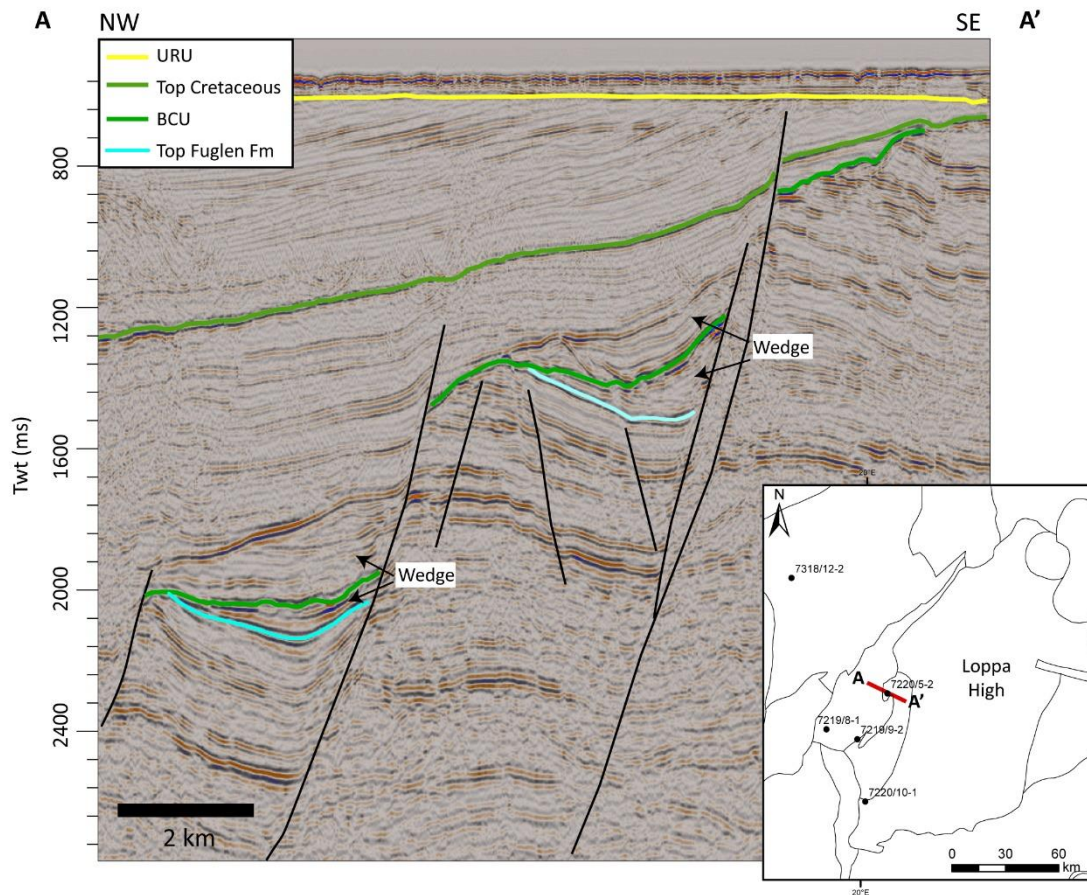 A
NW
SE
A'
URU
Top Cretaceous
BCU
Top Fuglen Fm
800
1200
1600
2000
2400
Twt (ms)
Wedge
Wedge
2 km
20°E
N
7318/12-2
Loppa
High
A
7220/5-2
A'
7219/8-1
7219/9-2
7220/10-1
0 30 60
km
20°E